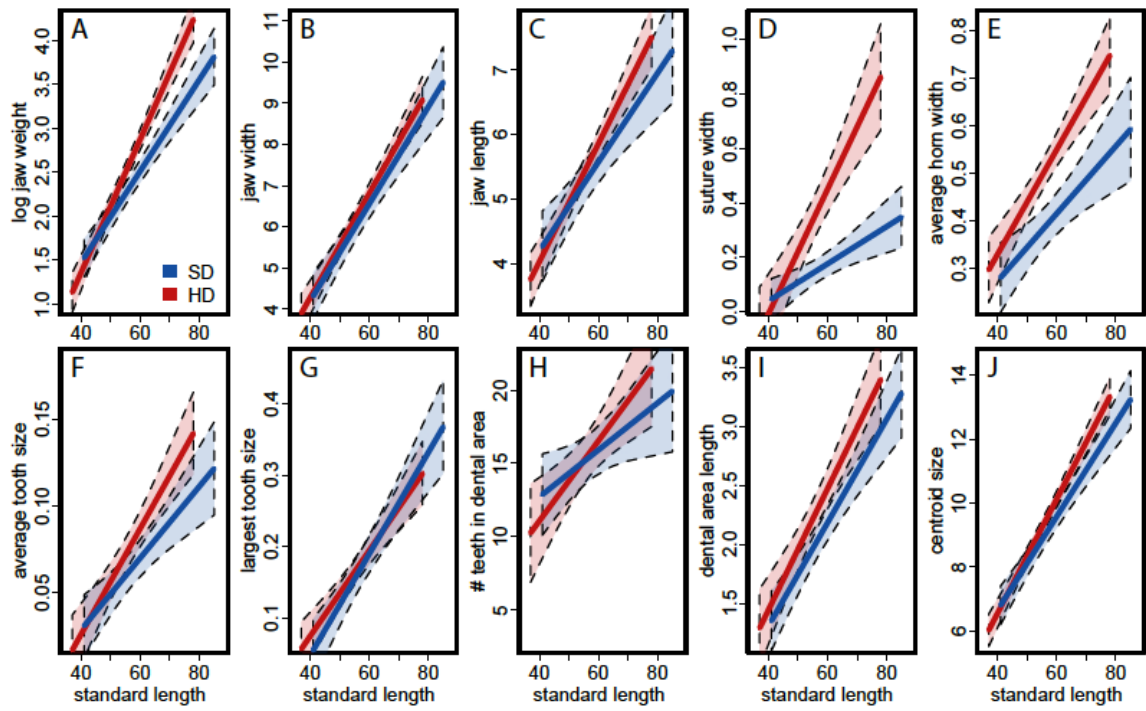 A
B
C
D
E
log jaw weight
1.0 1.5 2.0 2.5 3.0 3.5 4.0
SD
HD
40 60 80
jaw width
4 5 6 7 8 9 10 11
40 60 80
jaw length
4 5 6 7
40 60 80
suture width
0.0 0.2 0.4 0.6 0.8 1.0
40 60 80
average horn width
0.3 0.4 0.5 0.6 0.7 0.8
40 60 80
F
G
H
I
J
average tooth size
0.05 0.10 0.15
40 60 80
standard length
largest tooth size
0.1 0.2 0.3 0.4
40 60 80
standard length
# teeth in dental area
5 10 15 20
40 60 80
standard length
dental area length
1.5 2.0 2.5 3.0 3.5
40 60 80
standard length
centroid size
6 8 10 12 14
40 60 80
standard length